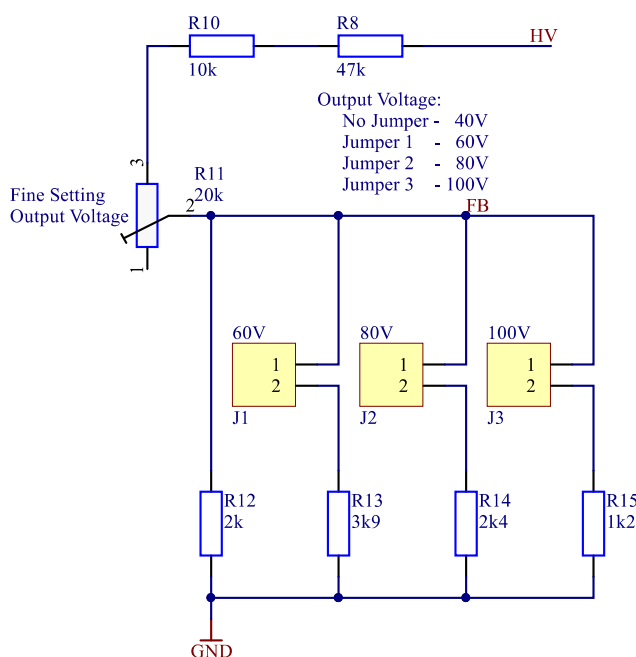 R10
R8
HV
10k
47k
Output Voltage:
No Jumper - 40V
Jumper 1 - 60V
Jumper 2 - 80V
Jumper 3 - 100V
3
R11
20k
2
Fine Setting
Output Voltage
1
FB
60V
80V
100V
1
2
1
2
1
2
J1
J2
J3
R12
2k
R13
3k9
R14
2k4
R15
1k2
GND